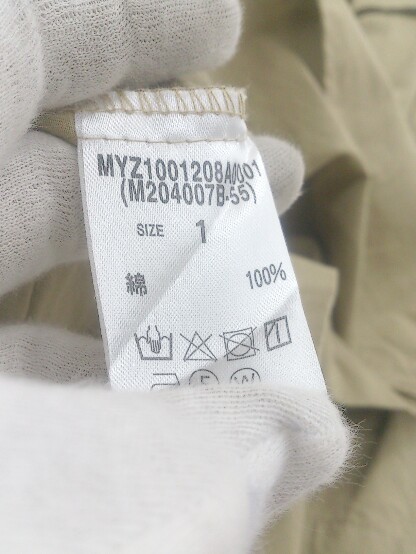 MYZ1001208A0001
(M204007B-55)
SIZE 1
綿 100%
F W